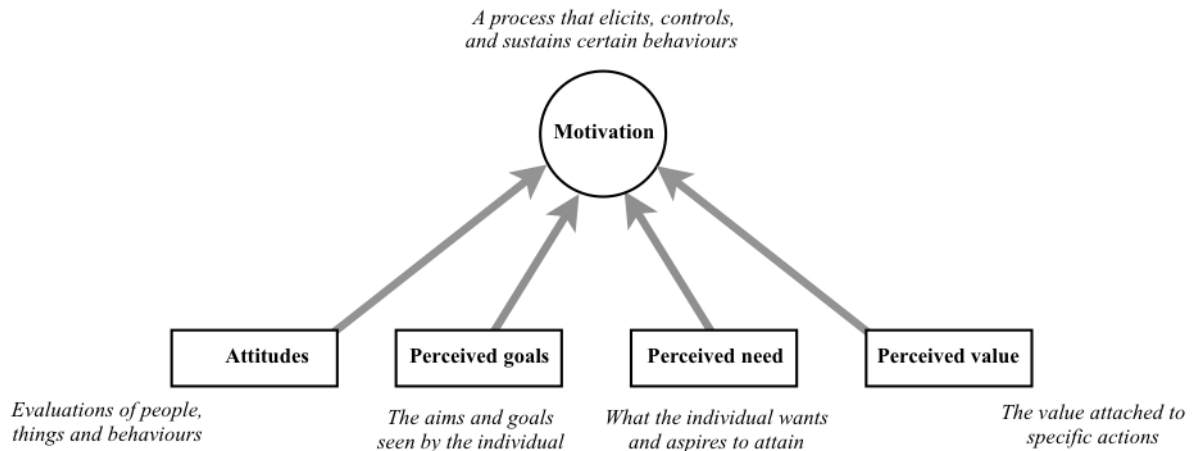 A process that elicits, controls,
and sustains certain behaviours
Motivation
Attitudes
Perceived goals
Perceived need
Perceived value
Evaluations of people,
things and behaviours
The aims and goals
seen by the individual
What the individual wants
and aspires to attain
The value attached to
specific actions